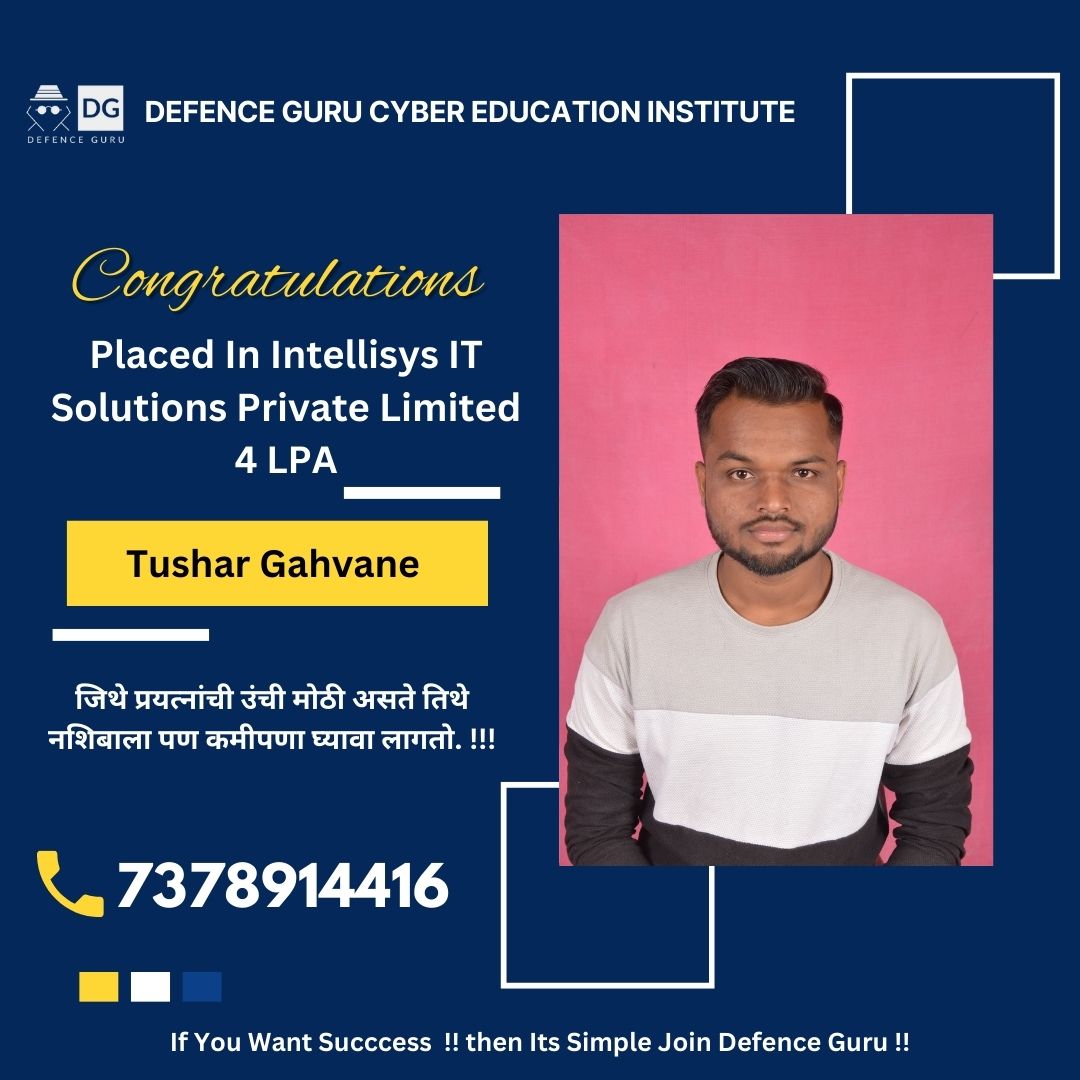 DG
DEFENCE GURU
DEFENCE GURU CYBER EDUCATION INSTITUTE
Congratulations
Placed In Intellisys IT
Solutions Private Limited
4 LPA
Tushar Gahvane
जिथे प्रयत्नांची उंची मोठी असते तिथे
नशिबाला पण कमीपणा घ्यावा लागतो. !!!
7378914416
If You Want Succcess !! then Its Simple Join Defence Guru !!